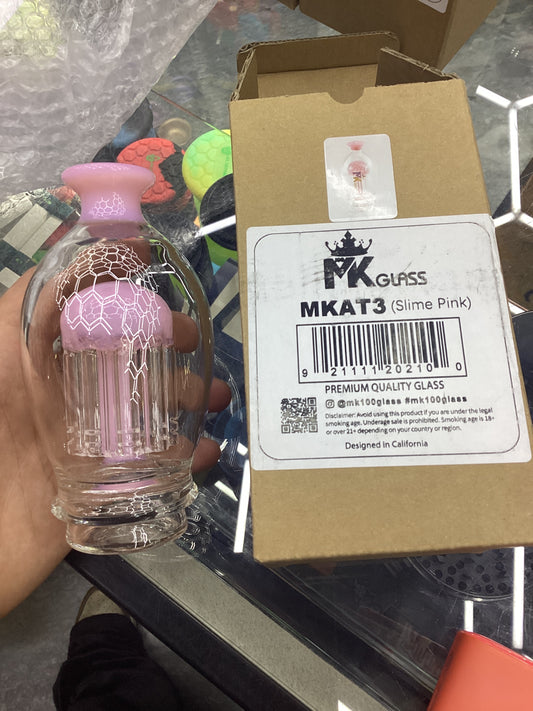 MK GLASS
MKAT3 (Slime Pink)
9 21111 20210 0
PREMIUM QUALITY GLASS
@mk100glass #mk100glass
Disclaimer: Avoid using this product if you are under the legal
smoking age. Underage sale is prohibited. Smoking age is 18+
or over 21+ depending on your country or region.
Designed in California